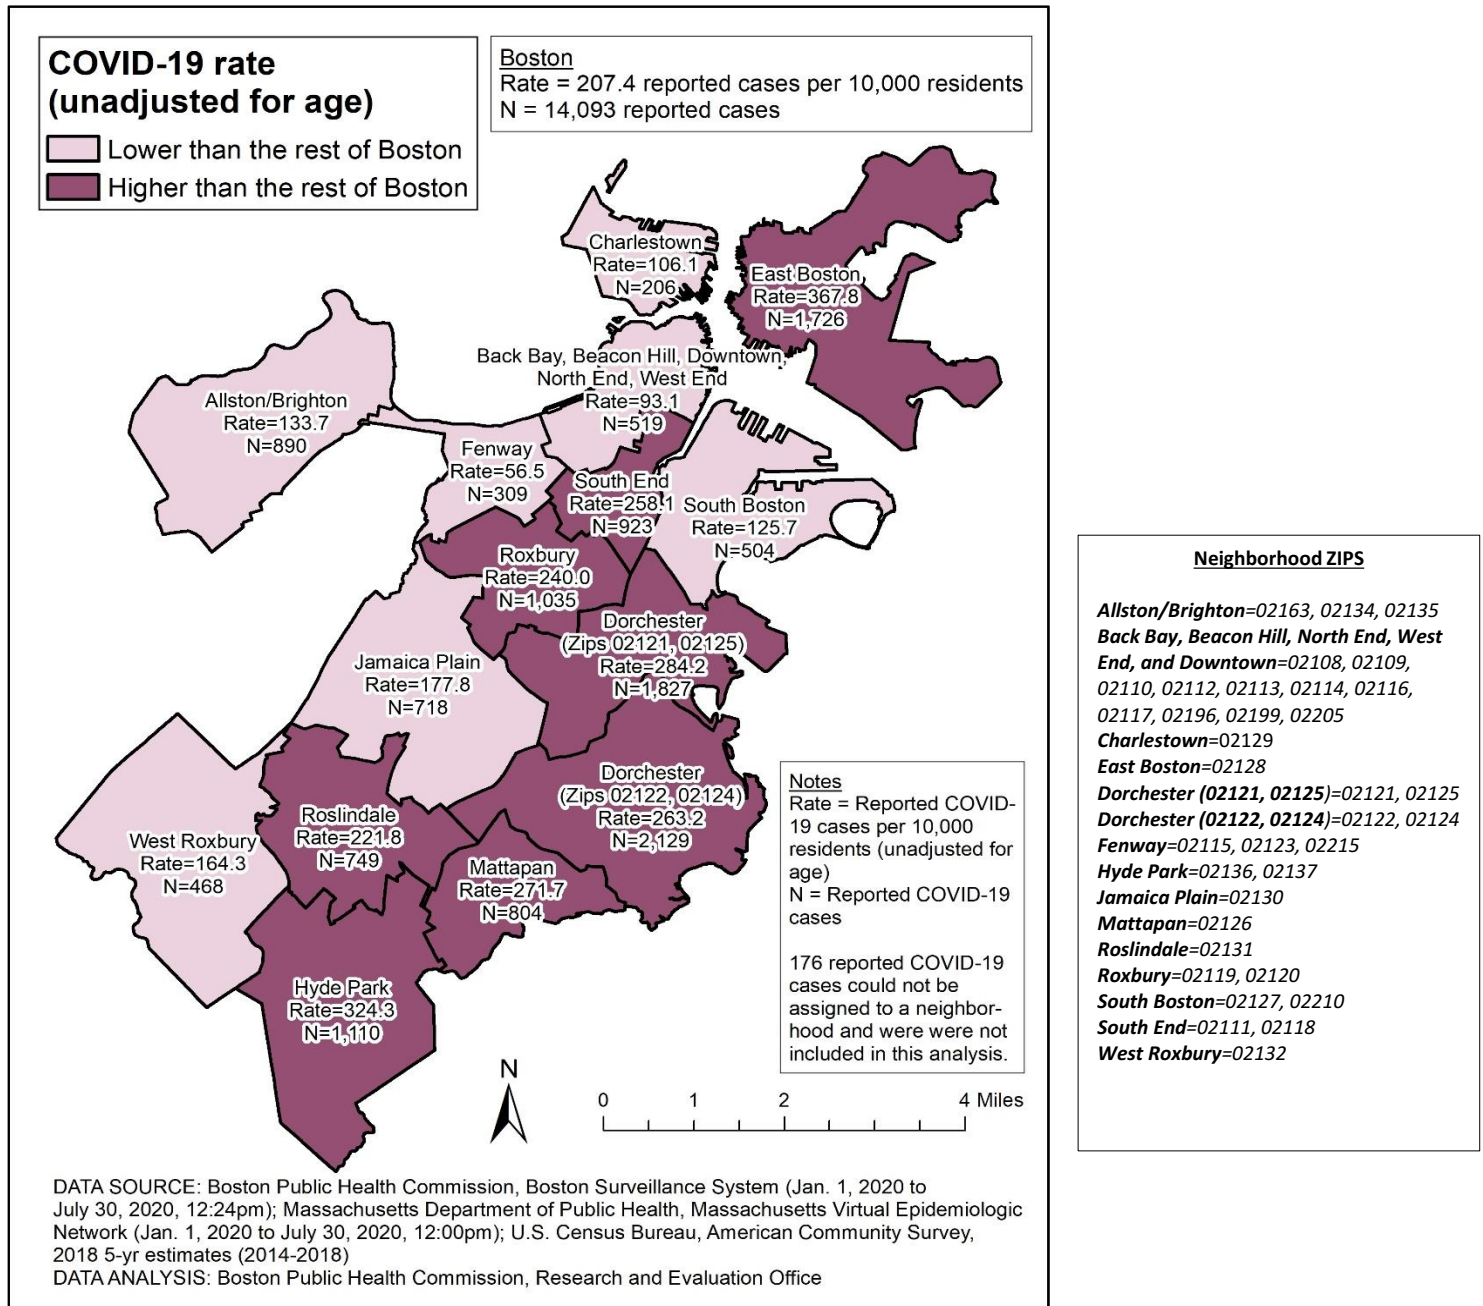 COVID-19 rate
(unadjusted for age)
Lower than the rest of Boston
Higher than the rest of Boston
Boston
Rate = 207.4 reported cases per 10,000 residents
N = 14,093 reported cases
Charlestown
Rate=106.1
N=206
East Boston
Rate=367.8
N=1,726
Back Bay, Beacon Hill, Downtown,
North End, West End
Rate=93.1
N=519
Allston/Brighton
Rate=133.7
N=890
Fenway
Rate=56.5
N=309
South End
Rate=258.1
N=923
South Boston
Rate=125.7
N=504
Roxbury
Rate=240.0
N=1,035
Dorchester
(Zips 02121, 02125)
Rate=284.2
N=1,827
Jamaica Plain
Rate=177.8
N=718
Dorchester
(Zips 02122, 02124)
Rate=263.2
N=2,129
Roslindale
Rate=221.8
N=749
West Roxbury
Rate=164.3
N=468
Mattapan
Rate=271.7
N=804
Hyde Park
Rate=324.3
N=1,110
Notes
Rate = Reported COVID-
19 cases per 10,000
residents (unadjusted for
age)
N = Reported COVID-19
cases
176 reported COVID-19
cases could not be
assigned to a neighbor-
hood and were were not
included in this analysis.
N
0 1 2 4 Miles
DATA SOURCE: Boston Public Health Commission, Boston Surveillance System (Jan. 1, 2020 to
July 30, 2020, 12:24pm); Massachusetts Department of Public Health, Massachusetts Virtual Epidemiologic
Network (Jan. 1, 2020 to July 30, 2020, 12:00pm); U.S. Census Bureau, American Community Survey,
2018 5-yr estimates (2014-2018)
DATA ANALYSIS: Boston Public Health Commission, Research and Evaluation Office
Neighborhood ZIPS
Allston/Brighton=02163, 02134, 02135
Back Bay, Beacon Hill, North End, West
End, and Downtown=02108, 02109,
02110, 02112, 02113, 02114, 02116,
02117, 02196, 02199, 02205
Charlestown=02129
East Boston=02128
Dorchester (02121, 02125)=02121, 02125
Dorchester (02122, 02124)=02122, 02124
Fenway=02115, 02123, 02215
Hyde Park=02136, 02137
Jamaica Plain=02130
Mattapan=02126
Roslindale=02131
Roxbury=02119, 02120
South Boston=02127, 02210
South End=02111, 02118
West Roxbury=02132